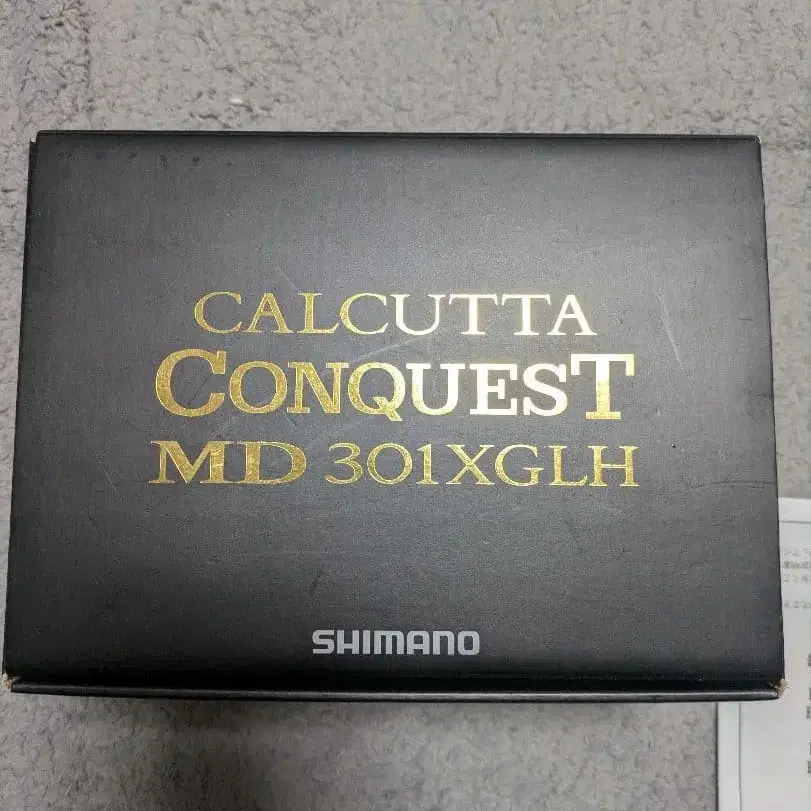 CALCUTTA
CONQUEST
MD 301XGLH
SHIMANO